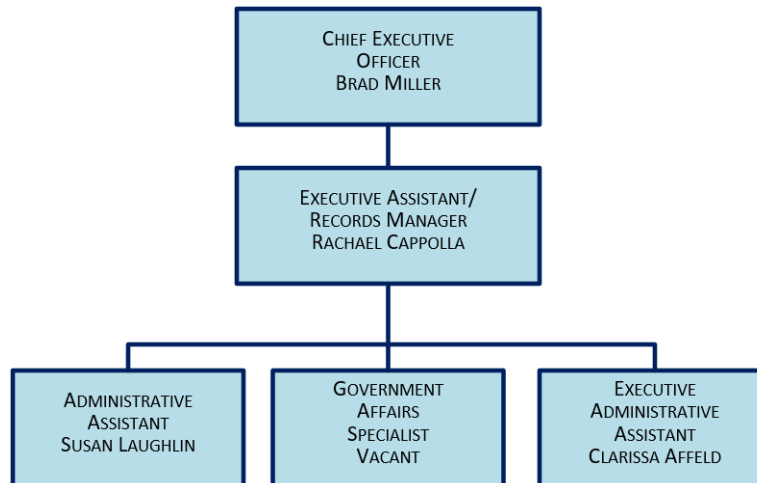 Chief Executive
Officer
Brad Miller
Executive Assistant/
Records Manager
Rachael Cappolla
Administrative
Assistant
Susan Laughlin
Government
Affairs
Specialist
Vacant
Executive
Administrative
Assistant
Clarissa Affeld